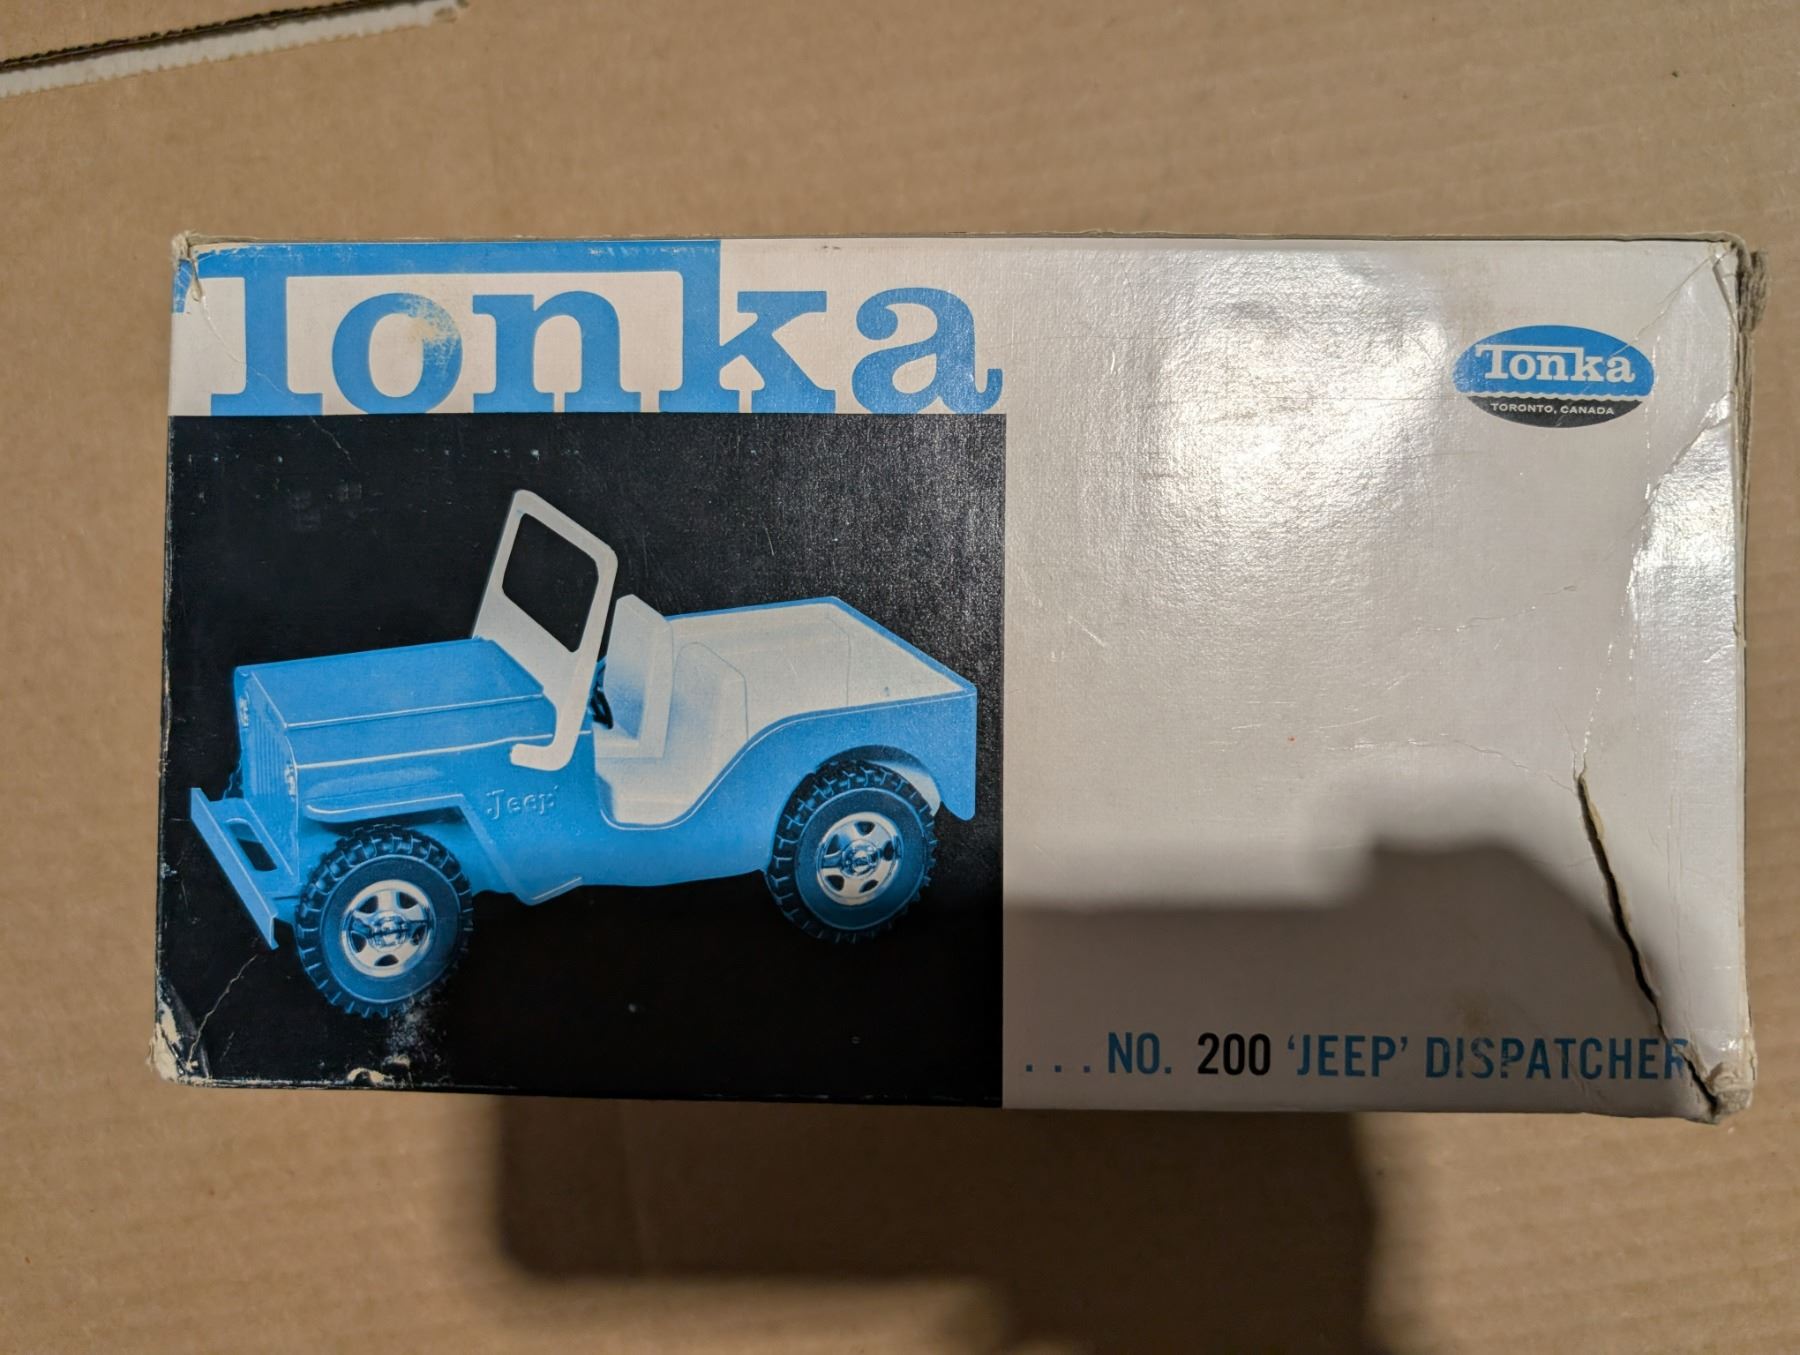 Tonka
Tonka
TORONTO, CANADA
'Jeep'
...NO. 200 'JEEP' DISPATCHER